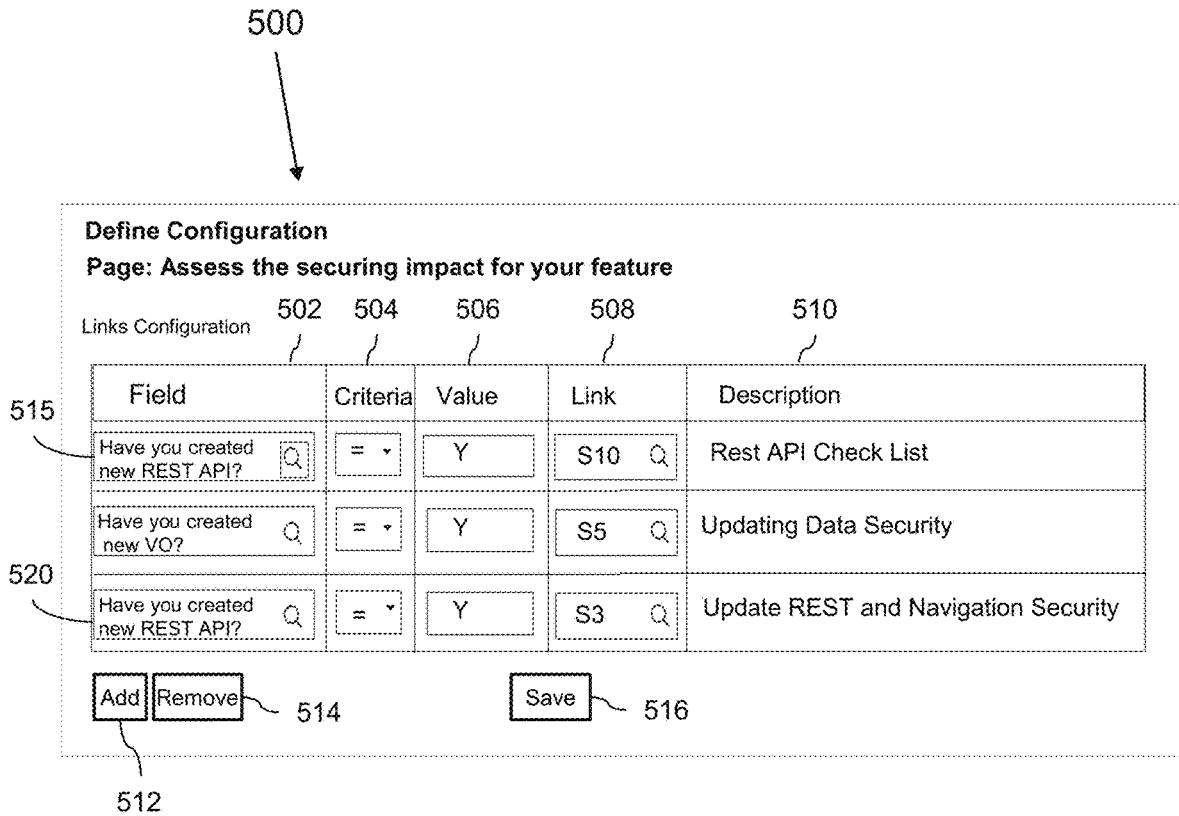 500
Define Configuration
Page: Assess the securing impact for your feature
Links Configuration
502 504 506 508 510
Field Criteria Value Link Description
515
Have you created
new REST API?
= Y S10 Rest API Check List
Have you created
new VO?
= Y S5 Updating Data Security
520
Have you created
new REST API?
= Y S3 Update REST and Navigation Security
Add Remove 514 Save 516
512